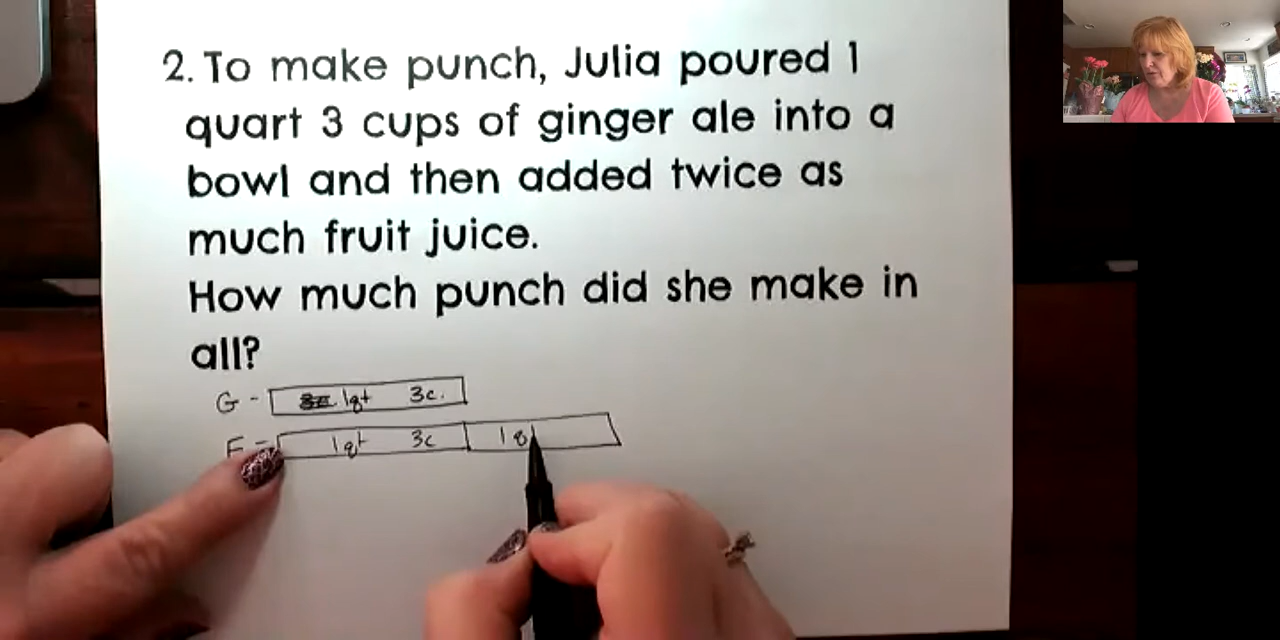 2. To make punch, Julia poured 1
quart 3 cups of ginger ale into a
bowl and then added twice as
much fruit juice.
How much punch did she make in
all?
G - 1qt 3c.
F - 1qt 3c 1 q